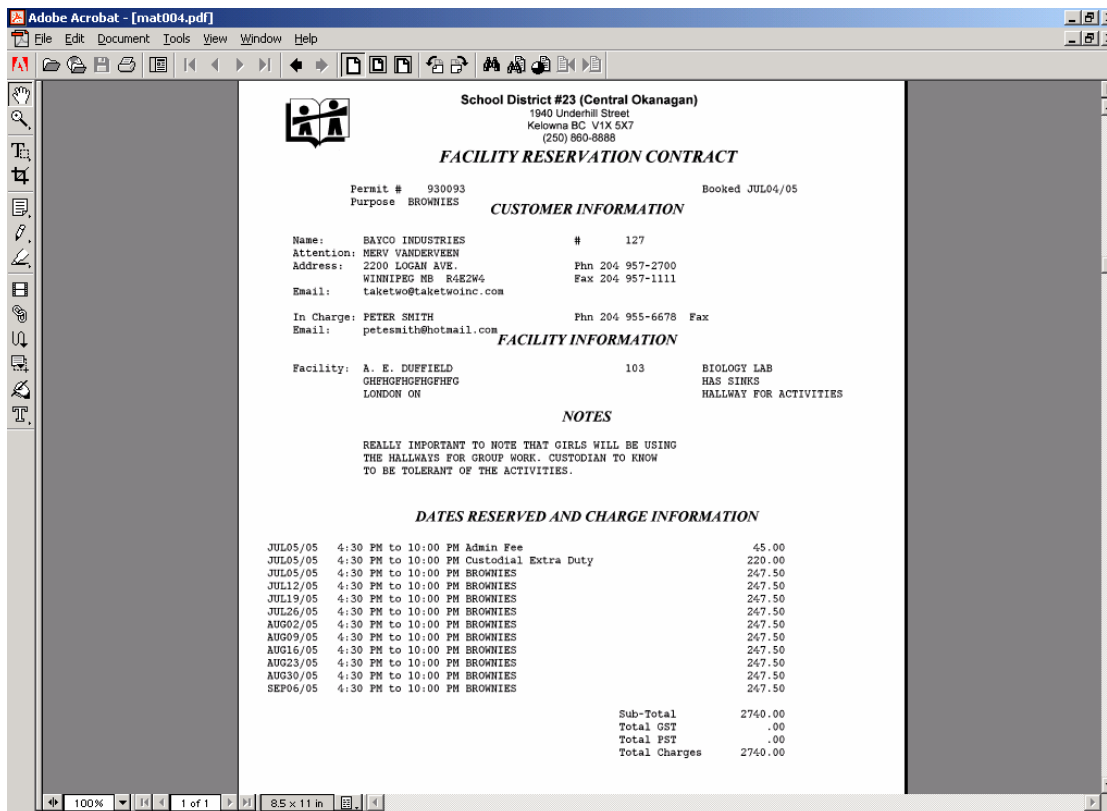 Adobe Acrobat - [mat004.pdf]
File Edit Document Tools View Window Help
School District #23 (Central Okanagan)
1940 Underhill Street
Kelowna BC V1X 5X7
(250) 860-8888
FACILITY RESERVATION CONTRACT
Permit # 930093 Booked JUL04/05
Purpose BROWNIES
CUSTOMER INFORMATION
Name: BAYCO INDUSTRIES # 127
Attention: MERV VANDERVEEN
Address: 2200 LOGAN AVE. Phn 204 957-2700
WINNIPEG MB R4E2W4 Fax 204 957-1111
Email: taketwo@taketwoinc.com
In Charge: PETER SMITH Phn 204 955-6678 Fax
Email: petesmith@hotmail.com
FACILITY INFORMATION
Facility: A. E. DUFFIELD 103 BIOLOGY LAB
GHFHGFHGFHGFHFG HAS SINKS
LONDON ON HALLWAY FOR ACTIVITIES
NOTES
REALLY IMPORTANT TO NOTE THAT GIRLS WILL BE USING
THE HALLWAYS FOR GROUP WORK. CUSTODIAN TO KNOW
TO BE TOLERANT OF THE ACTIVITIES.
DATES RESERVED AND CHARGE INFORMATION
JUL05/05 4:30 PM to 10:00 PM Admin Fee 45.00
JUL05/05 4:30 PM to 10:00 PM Custodial Extra Duty 220.00
JUL05/05 4:30 PM to 10:00 PM BROWNIES 247.50
JUL12/05 4:30 PM to 10:00 PM BROWNIES 247.50
JUL19/05 4:30 PM to 10:00 PM BROWNIES 247.50
JUL26/05 4:30 PM to 10:00 PM BROWNIES 247.50
AUG02/05 4:30 PM to 10:00 PM BROWNIES 247.50
AUG09/05 4:30 PM to 10:00 PM BROWNIES 247.50
AUG16/05 4:30 PM to 10:00 PM BROWNIES 247.50
AUG23/05 4:30 PM to 10:00 PM BROWNIES 247.50
AUG30/05 4:30 PM to 10:00 PM BROWNIES 247.50
SEP06/05 4:30 PM to 10:00 PM BROWNIES 247.50
Sub-Total 2740.00
Total GST .00
Total PST .00
Total Charges 2740.00
100% 1 of 1 8.5 x 11 in